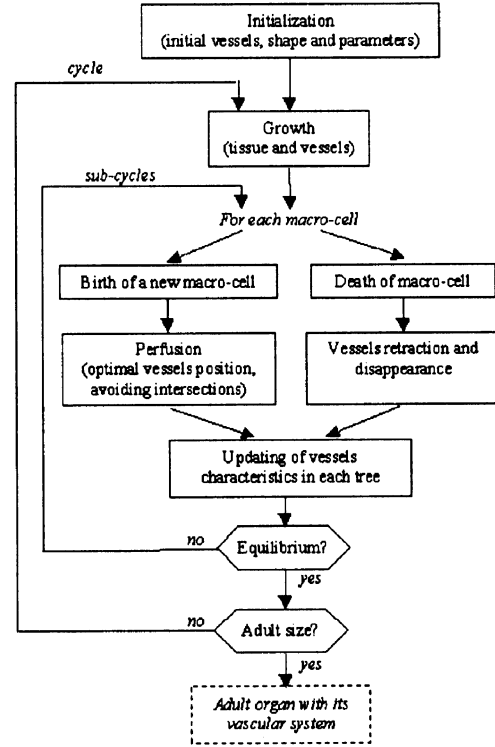 Initialization
(initial vessels, shape and parameters)
cycle
Growth
(tissue and vessels)
sub-cycles
For each macro-cell
Birth of a new macro-cell
Death of macro-cell
Perfusion
(optimal vessels position,
avoiding intersections)
Vessels retraction and
disappearance
Updating of vessels
characteristics in each tree
no
Equilibrium?
yes
no
Adult size?
yes
Adult organ with its
vascular system